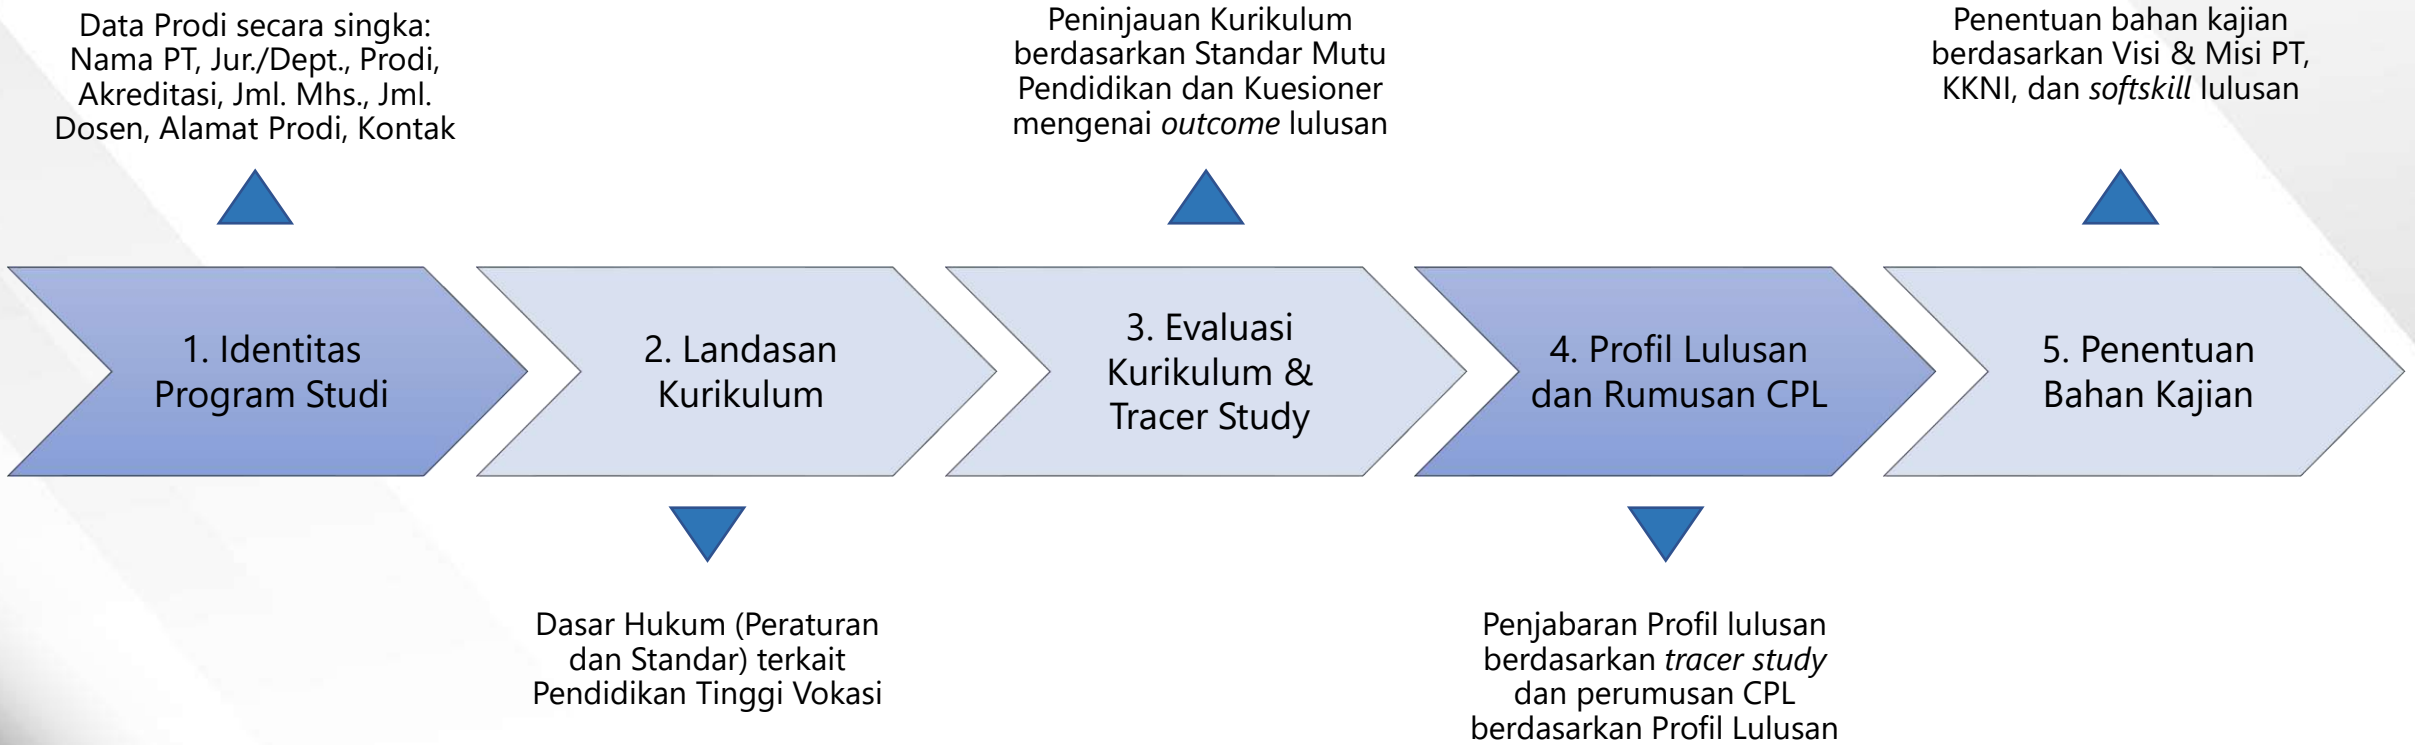 Data Prodi secara singka:
Nama PT, Jur./Dept., Prodi,
Akreditasi, Jml. Mhs., Jml.
Dosen, Alamat Prodi, Kontak
Peninjauan Kurikulum
berdasarkan Standar Mutu
Pendidikan dan Kuesioner
mengenai outcome lulusan
Penentuan bahan kajian
berdasarkan Visi & Misi PT,
KKNI, dan softskill lulusan
1. Identitas
Program Studi
2. Landasan
Kurikulum
3. Evaluasi
Kurikulum &
Tracer Study
4. Profil Lulusan
dan Rumusan CPL
5. Penentuan
Bahan Kajian
Dasar Hukum (Peraturan
dan Standar) terkait
Pendidikan Tinggi Vokasi
Penjabaran Profil lulusan
berdasarkan tracer study
dan perumusan CPL
berdasarkan Profil Lulusan